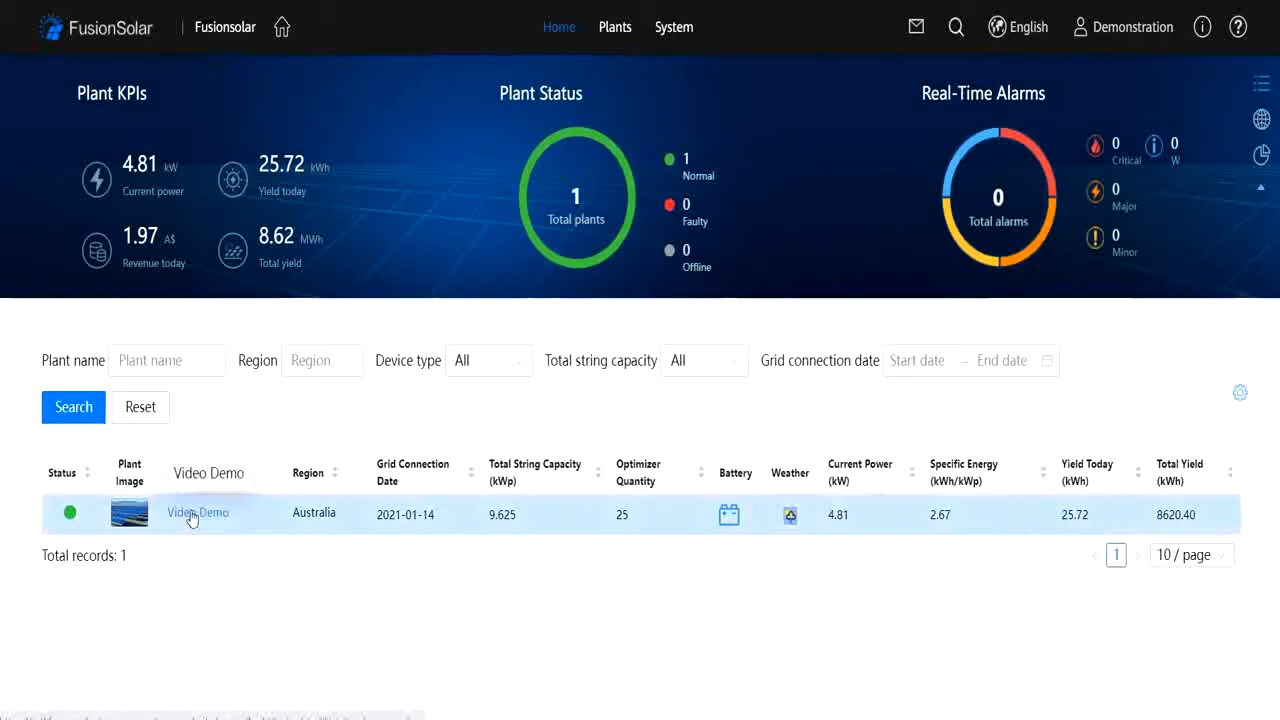 FusionSolar | Fusionsolar Home Plants System English Demonstration
Plant KPIs
4.81 kW
Current power
25.72 kWh
Yield today
1.97 A$
Revenue today
8.62 MWh
Total yield
Plant Status
1
Total plants
1
Normal
0
Faulty
0
Offline
Real-Time Alarms
0
Total alarms
0
Critical
0
W
0
Major
0
Minor
Plant name Plant name Region Region Device type All Total string capacity All Grid connection date Start date — End date
Search Reset
Status Plant Image Video Demo Region Grid Connection Date Total String Capacity (kWp) Optimizer Quantity Battery Weather Current Power (kW) Specific Energy (kWh/kWp) Yield Today (kWh) Total Yield (kWh)
Video Demo Australia 2021-01-14 9.625 25 4.81 2.67 25.72 8620.40
Total records: 1 1 10 / page